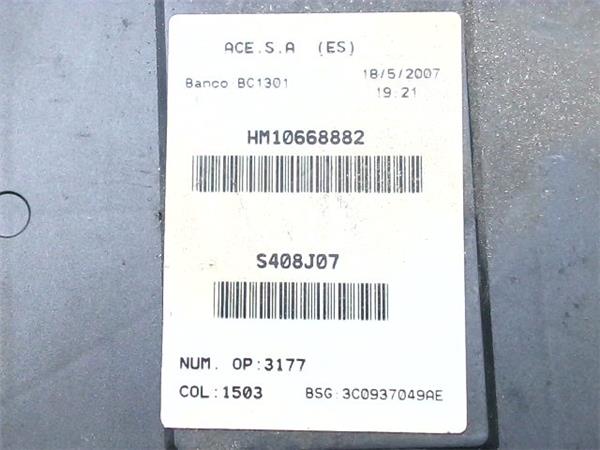 ACE.S.A (ES)
Banco:BC1301 18/5/2007
19:21
HM10668882
S408J07
NUM. OP:3177
COL:1503 BSG:3C0937049AE